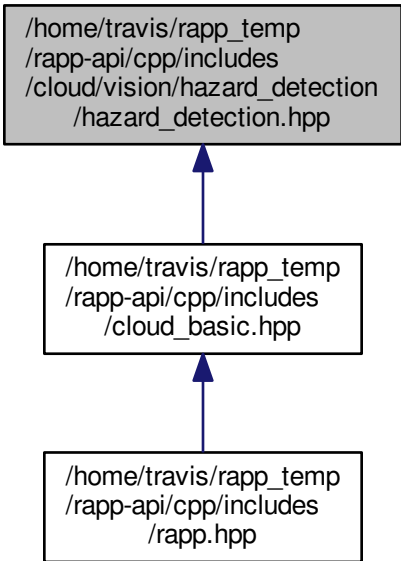 /home/travis/rapp_temp
/rapp-api/cpp/includes
/cloud/vision/hazard_detection
/hazard_detection.hpp
/home/travis/rapp_temp
/rapp-api/cpp/includes
/cloud_basic.hpp
/home/travis/rapp_temp
/rapp-api/cpp/includes
/rapp.hpp